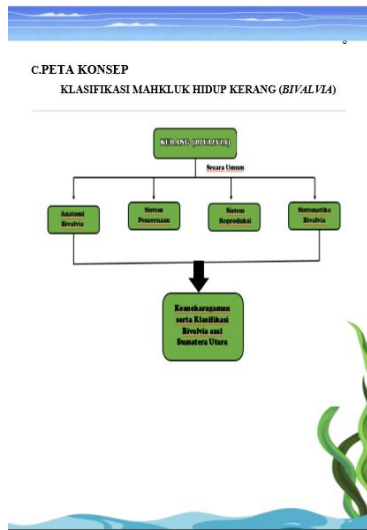 C.PETA KONSEP
KLASIFIKASI MAHKLUK HIDUP KERANG (BIVALVIA)
KERANG (BIVALVIA)
Secara Umum
Anatomi
Bivalvia
Sistem
Pencernaan
Sistem
Reproduksi
Sistematika
Bivalvia
Keanekaragaman
serta Klasifikasi
Bivalvia asal
Sumatera Utara